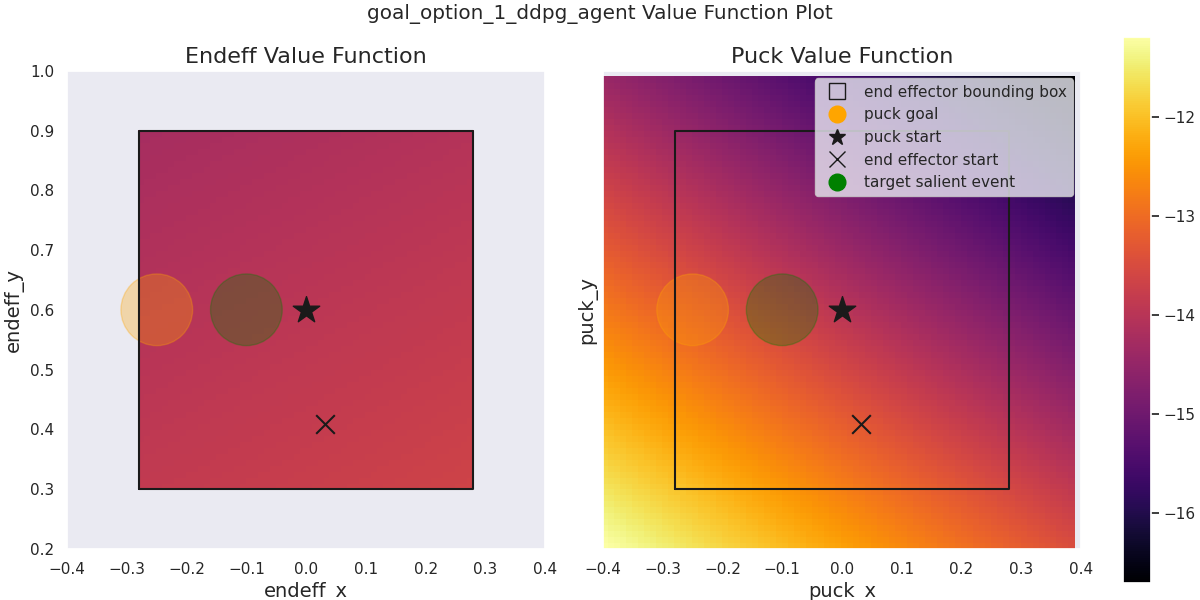 goal_option_1_ddpg_agent Value Function Plot
Endeff Value Function
1.0
0.9
0.8
0.7
0.6
0.5
0.4
0.3
0.2
endeff_y
−0.4 −0.3 −0.2 −0.1 0.0 0.1 0.2 0.3 0.4
endeff_x
Puck Value Function
end effector bounding box
puck goal
puck start
end effector start
target salient event
puck_y
−0.4 −0.3 −0.2 −0.1 0.0 0.1 0.2 0.3 0.4
puck_x
−12
−13
−14
−15
−16